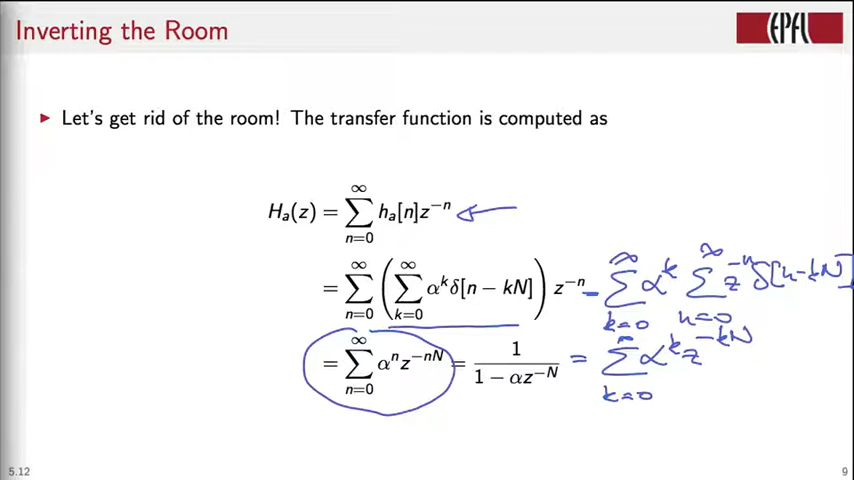 Inverting the Room
EPFL
▶ Let's get rid of the room! The transfer function is computed as
H_a(z) = ∑_{n=0}^{∞} h_a[n]z^{−n} ←
= ∑_{n=0}^{∞} (∑_{k=0}^{∞} α^k δ[n − kN]) z^{−n} = ∑_{k=0}^{∞} α^k ∑_{n=0}^{∞} z^{−n} δ[n−kN]
= ∑_{n=0}^{∞} α^n z^{−nN} = 1 / (1 − αz^{−N}) = ∑_{k=0}^{∞} α^k z^{−kN}
5.12
9